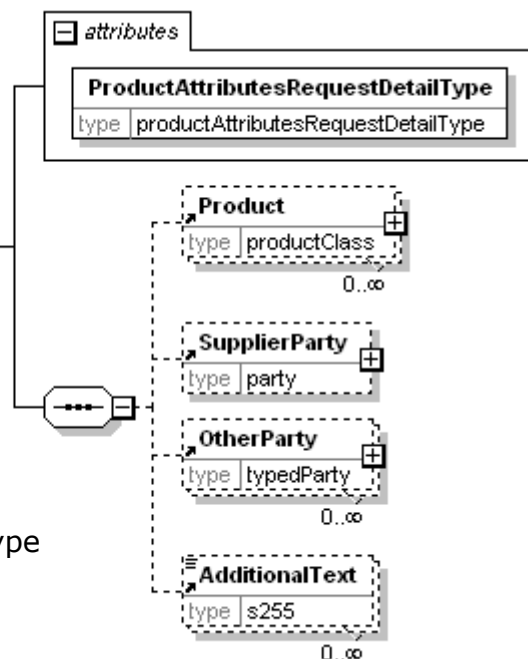 attributes
ProductAttributesRequestDetailType
type productAttributesRequestDetailType
Product
type productClass
0..∞
SupplierParty
type party
OtherParty
type typedParty
0..∞
ype
AdditionalText
type s255
0..∞